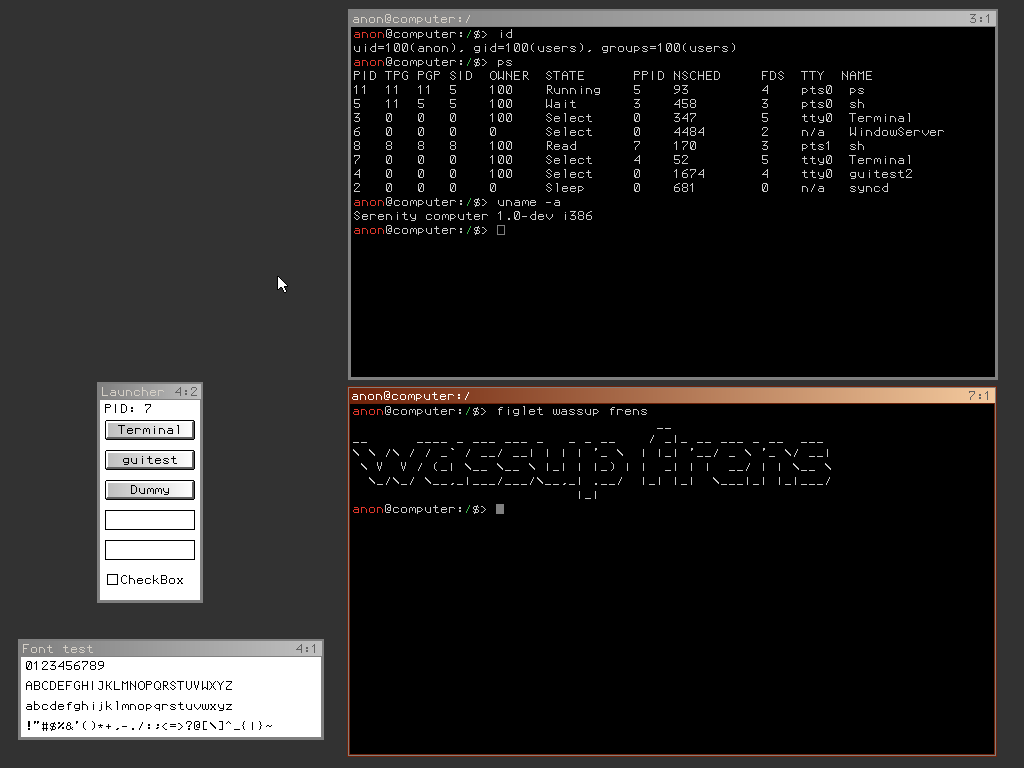 anon@computer:/ 3:1
anon@computer:/$> id
uid=100(anon), gid=100(users), groups=100(users)
anon@computer:/$> ps
PID TPG PGP SID OWNER STATE PPID NSCHED FDS TTY NAME
11 11 11 5 100 Running 5 93 4 pts0 ps
5 11 5 5 100 Wait 3 458 3 pts0 sh
3 0 0 0 100 Select 0 347 5 tty0 Terminal
6 0 0 0 0 Select 0 4484 2 n/a WindowServer
8 8 8 8 100 Read 7 170 3 pts1 sh
7 0 0 0 100 Select 4 52 5 tty0 Terminal
4 0 0 0 100 Select 0 1674 4 tty0 guitest2
2 0 0 0 0 Sleep 0 681 0 n/a syncd
anon@computer:/$> uname -a
Serenity computer 1.0-dev i386
anon@computer:/$>
Launcher 4:2
PID: 7
Terminal
guitest
Dummy
CheckBox
anon@computer:/ 7:1
anon@computer:/$> figlet wassup frens
wassup frens
anon@computer:/$>
Font test 4:1
0123456789
ABCDEFGHIJKLMNOPQRSTUVWXYZ
abcdefghijklmnopqrstuvwxyz
!"#$%&'()*+,-./:;<=>?@[\]^_{|}~